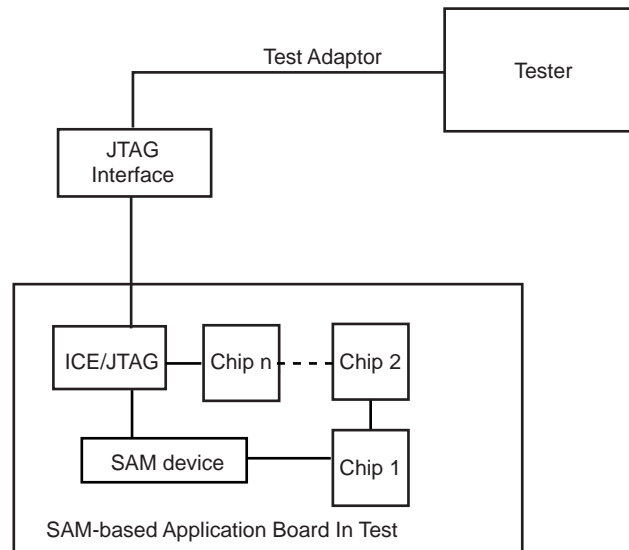 Test Adaptor
Tester
JTAG
Interface
ICE/JTAG
Chip n
Chip 2
SAM device
Chip 1
SAM-based Application Board In Test